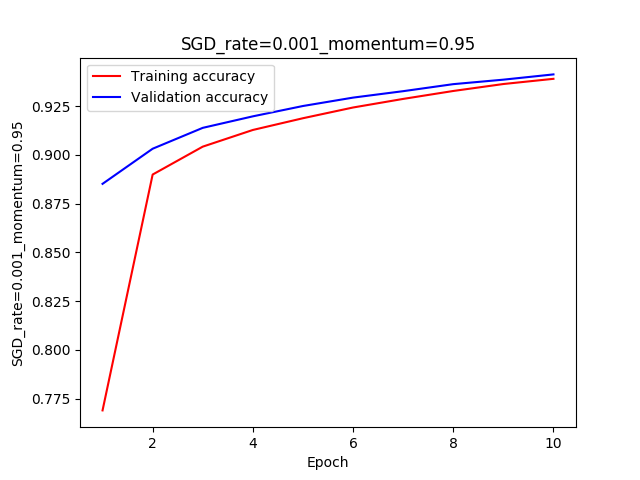 SGD_rate=0.001_momentum=0.95
Training accuracy
Validation accuracy
0.925
0.900
0.875
0.850
0.825
0.800
0.775
SGD_rate=0.001_momentum=0.95
2
4
6
8
10
Epoch